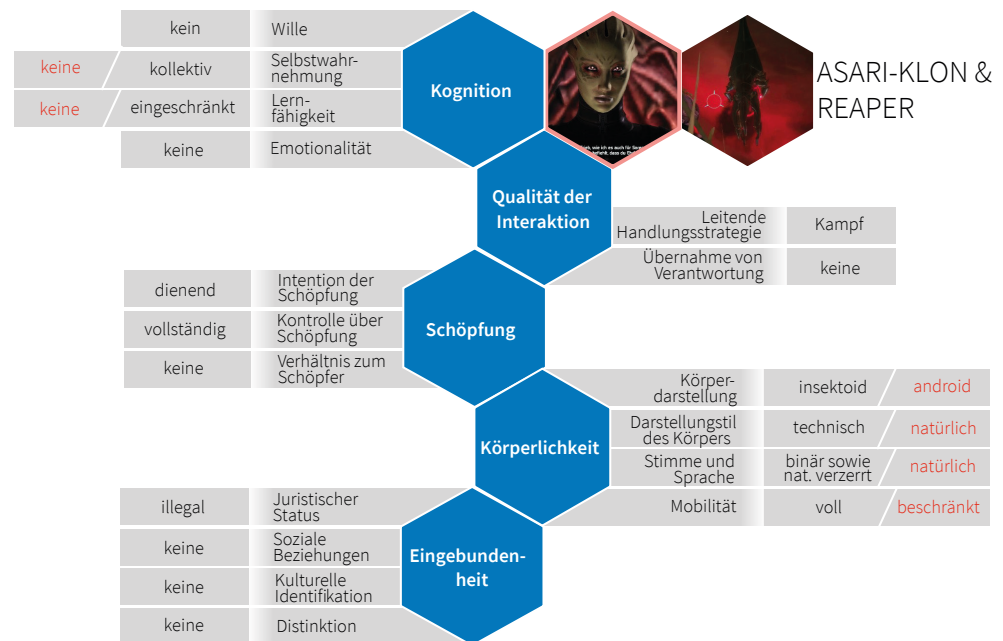 kein Wille
keine kollektiv Selbstwahr-
nehmung
keine eingeschränkt Lern-
fähigkeit
keine Emotionalität
Kognition
ASARI-KLON &
REAPER
Qualität der
Interaktion
Leitende
Handlungsstrategie
Kampf
Übernahme von
Verantwortung
keine
dienend
Intention der
Schöpfung
vollständig
Kontrolle über
Schöpfung
keine
Verhältnis zum
Schöpfer
Schöpfung
Körperlichkeit
Körper-
darstellung
insektoid android
Darstellungstil
des Körpers
technisch natürlich
Stimme und
Sprache
binär sowie
nat. verzerrt
natürlich
Mobilität voll beschränkt
illegal
Juristischer
Status
keine
Soziale
Beziehungen
keine
Kulturelle
Identifikation
keine Distinktion
Eingebunden-
heit